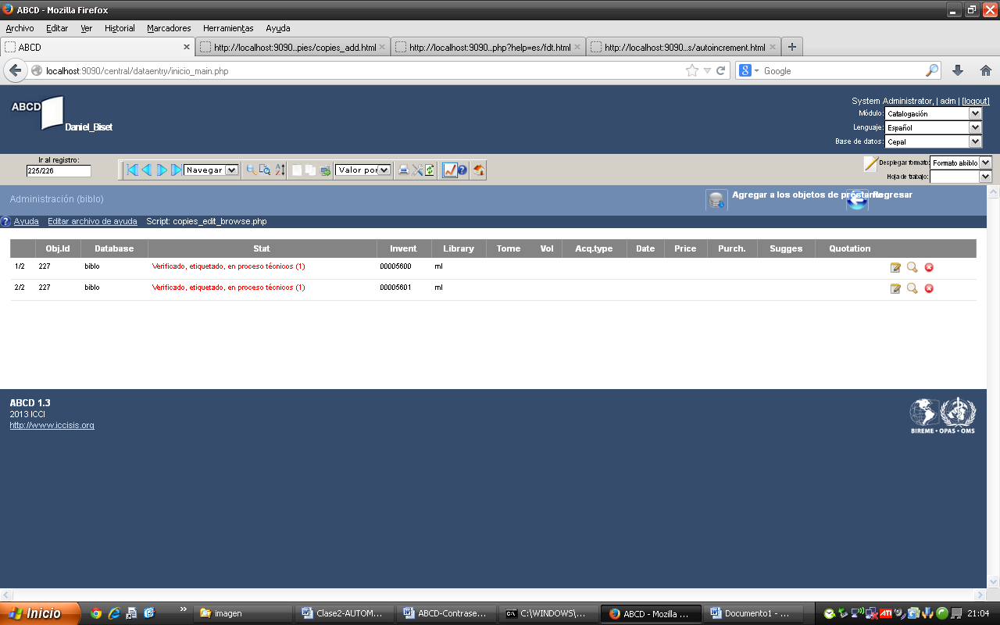 ABCD - Mozilla Firefox
Archivo Editar Ver Historial Marcadores Herramientas Ayuda
ABCD http://localhost:9090...pies/copies_add.html http://localhost:9090...php?help=es/fdt.html http://localhost:9090...s/autoincrement.html
localhost:9090/central/dataentry/inicio_main.php Google
ABCD Daniel_Biset
System Administrator, | adm | [logout]
Módulo: Catalogación
Lenguaje: Español
Base de datos: Cepal
Ir al registro:
225/226 Navegar Valor por
Desplegar formato: Formato abiblo
Hoja de trabajo:
Administración (biblo) Agregar a los objetos de préstamo Regresar
Ayuda Editar archivo de ayuda Script: copies_edit_browse.php
Obj.Id Database Stat Invent Library Tome Vol Acq.type Date Price Purch. Sugges Quotation
1/2 227 biblo Verificado, etiquetado, en proceso técnicos (1) 00005600 ml
2/2 227 biblo Verificado, etiquetado, en proceso técnicos (1) 00005601 ml
ABCD 1.3
2013 ICCI
http://www.iccisis.org
BIREME • OPAS • OMS
Inicio » imagen Clase2-AUTOM... ABCD-Contrase... C:\WINDOWS\... ABCD - Mozilla ... Documento1 - ... ATI 21:04